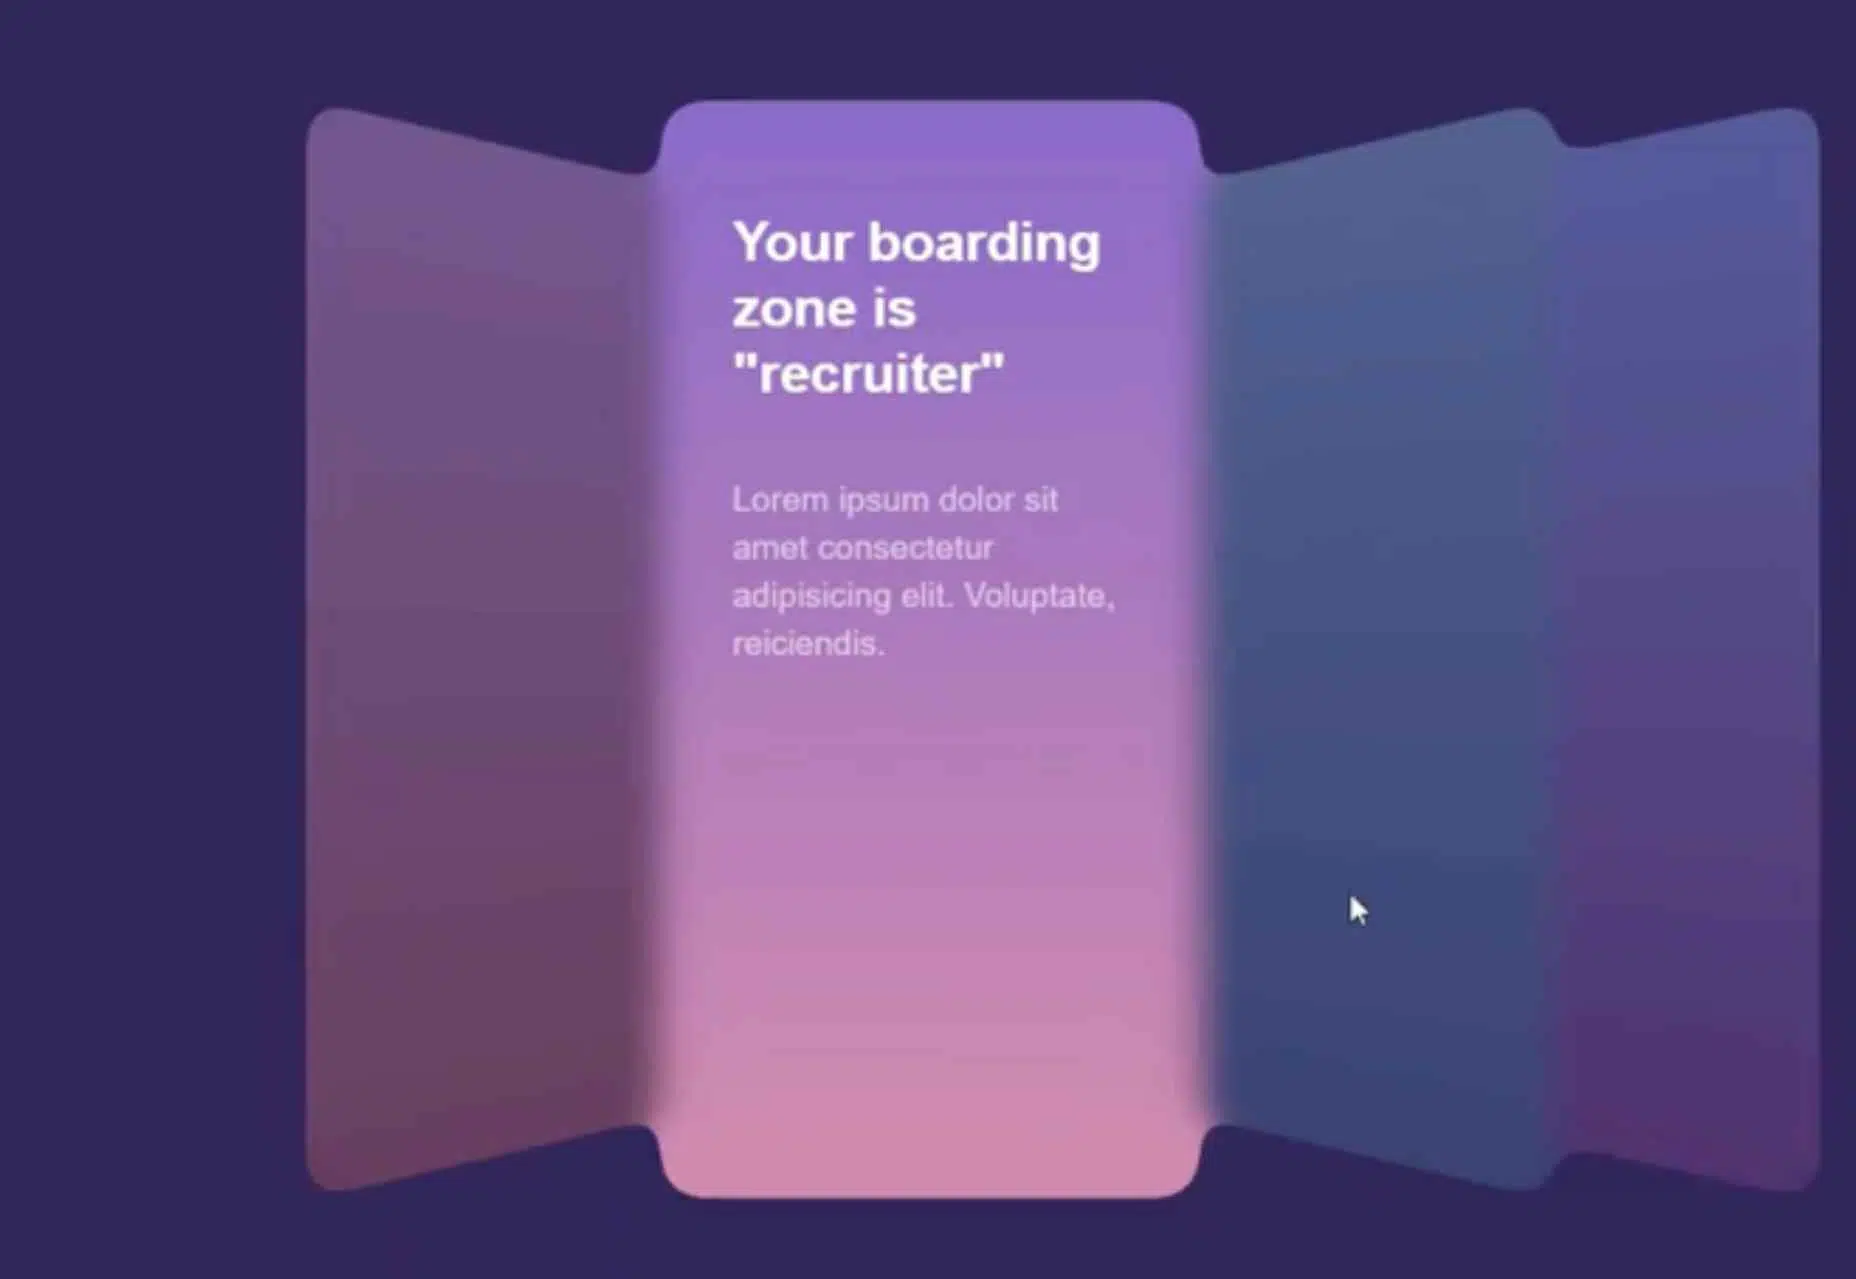 Your boarding
zone is
"recruiter"
Lorem ipsum dolor sit
amet consectetur
adipisicing elit. Voluptate,
reiciendis.